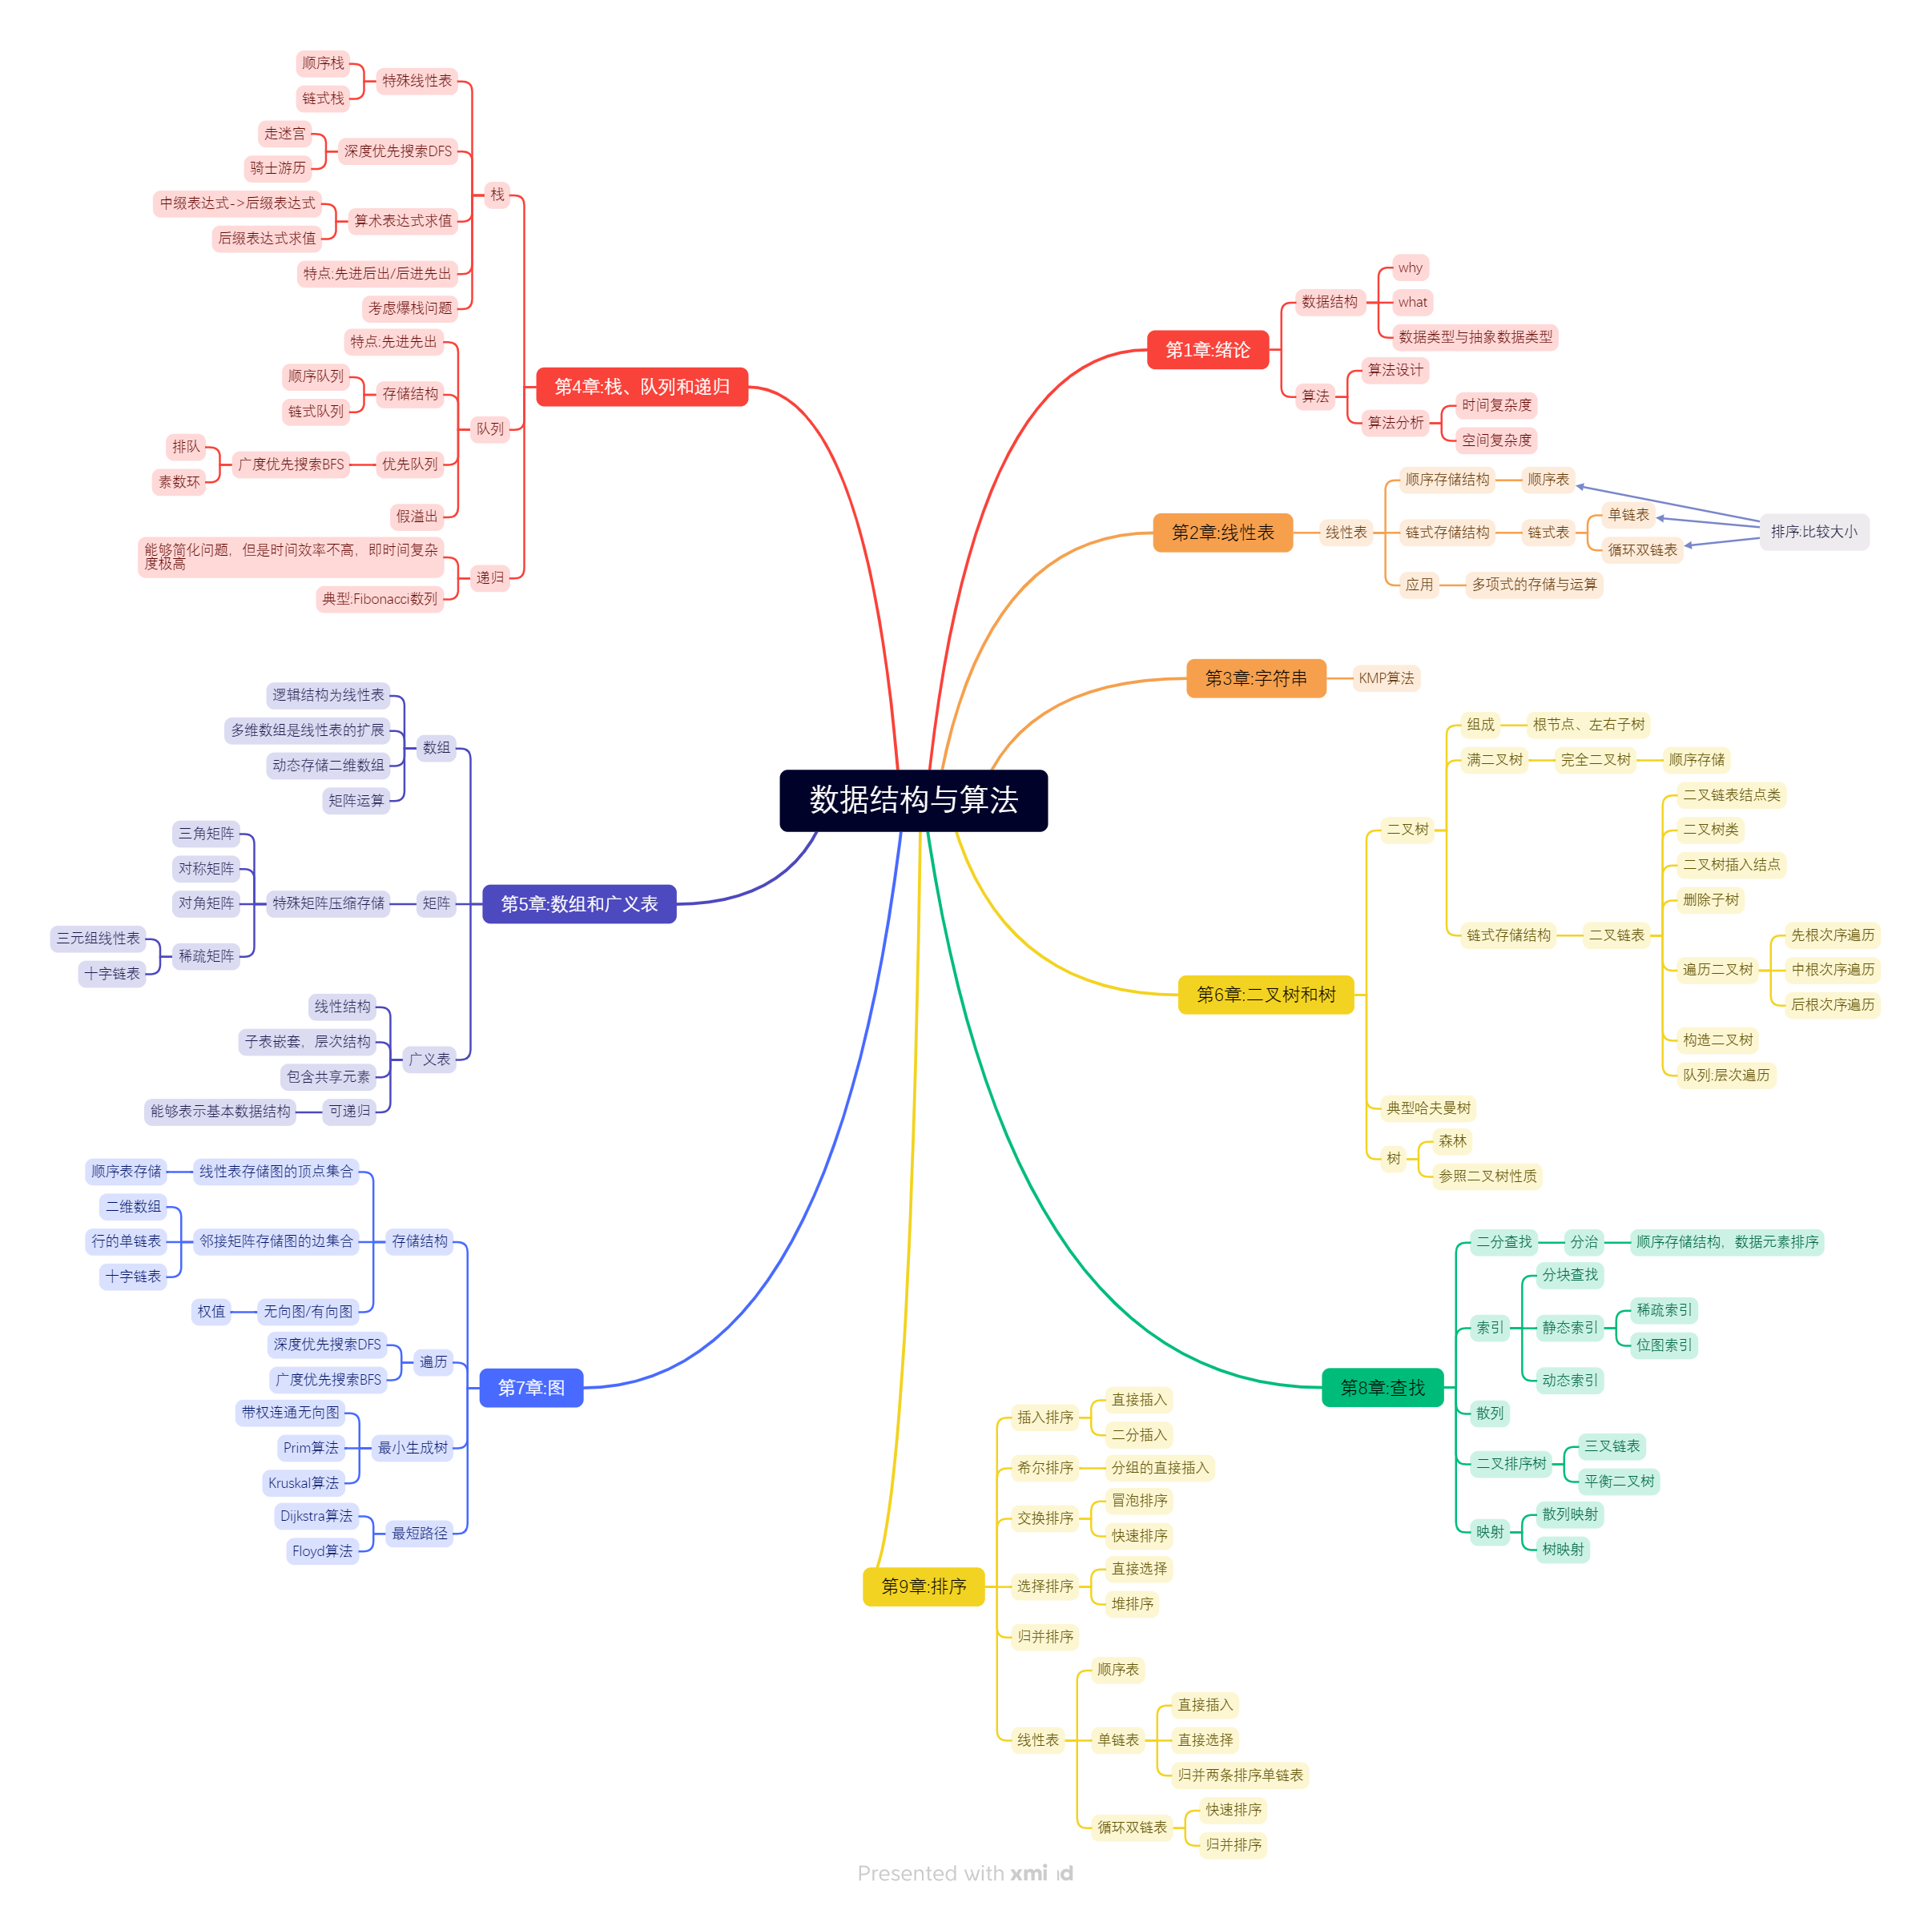 数据结构与算法
第1章:绪论
数据结构
why
what
数据类型与抽象数据类型
算法
算法设计
算法分析
时间复杂度
空间复杂度
第2章:线性表
线性表
顺序存储结构
顺序表
链式存储结构
链式表
单链表
循环双链表
应用
多项式的存储与运算
排序:比较大小
第3章:字符串
KMP算法
第4章:栈、队列和递归
栈
特殊线性表
顺序栈
链式栈
深度优先搜索DFS
走迷宫
骑士游历
算术表达式求值
中缀表达式->后缀表达式
后缀表达式求值
特点:先进后出/后进先出
考虑爆栈问题
队列
特点:先进先出
存储结构
顺序队列
链式队列
优先队列
广度优先搜索BFS
排队
素数环
假溢出
递归
能够简化问题，但是时间效率不高，即时间复杂
度极高
典型:Fibonacci数列
第5章:数组和广义表
数组
逻辑结构为线性表
多维数组是线性表的扩展
动态存储二维数组
矩阵运算
矩阵
特殊矩阵压缩存储
三角矩阵
对称矩阵
对角矩阵
稀疏矩阵
三元组线性表
十字链表
广义表
线性结构
子表嵌套，层次结构
包含共享元素
可递归
能够表示基本数据结构
第6章:二叉树和树
二叉树
组成
根节点、左右子树
满二叉树
完全二叉树
顺序存储
链式存储结构
二叉链表
二叉链表结点类
二叉树类
二叉树插入结点
删除子树
遍历二叉树
先根次序遍历
中根次序遍历
后根次序遍历
构造二叉树
队列:层次遍历
典型哈夫曼树
树
森林
参照二叉树性质
第7章:图
存储结构
线性表存储图的顶点集合
顺序表存储
邻接矩阵存储图的边集合
二维数组
行的单链表
十字链表
无向图/有向图
权值
遍历
深度优先搜索DFS
广度优先搜索BFS
最小生成树
带权连通无向图
Prim算法
Kruskal算法
最短路径
Dijkstra算法
Floyd算法
第8章:查找
二分查找
分治
顺序存储结构，数据元素排序
索引
分块查找
静态索引
稀疏索引
位图索引
动态索引
散列
二叉排序树
三叉链表
平衡二叉树
映射
散列映射
树映射
第9章:排序
插入排序
直接插入
二分插入
希尔排序
分组的直接插入
交换排序
冒泡排序
快速排序
选择排序
直接选择
堆排序
归并排序
线性表
顺序表
单链表
直接插入
直接选择
归并两条排序单链表
循环双链表
快速排序
归并排序
Presented with xmind